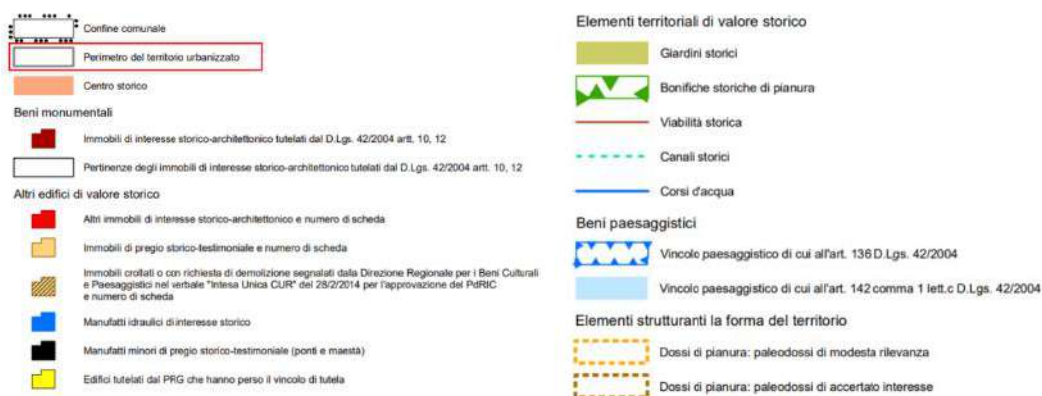 Confine comunale
Perimetro del territorio urbanizzato
Centro storico
Beni monumentali
Immobili di interesse storico-architettonico tutelati dal D.Lgs. 42/2004 artt. 10, 12
Pertinenze degli immobili di interesse storico-architettonico tutelati dal D.Lgs. 42/2004 artt. 10, 12
Altri edifici di valore storico
Altri immobili di interesse storico-architettonico e numero di scheda
Immobili di pregio storico-testimoniale e numero di scheda
Immobili crollati o con richiesta di demolizione segnalati dalla Direzione Regionale per i Beni Culturali
e Paesaggistici nel verbale "Intesa Unica CUR" del 28/2/2014 per l'approvazione del PdRIC
e numero di scheda
Manufatti idraulici di interesse storico
Manufatti minori di pregio storico-testimoniale (ponti e maestà)
Edifici tutelati dal PRG che hanno perso il vincolo di tutela
Elementi territoriali di valore storico
Giardini storici
Bonifiche storiche di pianura
Viabilità storica
Canali storici
Corsi d'acqua
Beni paesaggistici
Vincolo paesaggistico di cui all'art. 136 D.Lgs. 42/2004
Vincolo paesaggistico di cui all'art. 142 comma 1 lett.c D.Lgs. 42/2004
Elementi strutturanti la forma del territorio
Dossi di pianura: paleodossi di modesta rilevanza
Dossi di pianura: paleodossi di accertato interesse